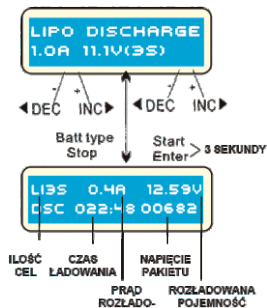 LIPO DISCHARGE
1.0A 11.1V(3S)
- + - +
◄DEC INC► ◄DEC INC►
Batt type Start
Stop Enter > 3 SEKUNDY
LI3S 0.4A 12.59V
DSC 022:48 00682
ILOŚĆ CZAS NAPIĘCIE ROZŁADOWANA
CEL ŁADOWANIA PAKIETU POJEMNOŚĆ
PRĄD
ROZŁADO-